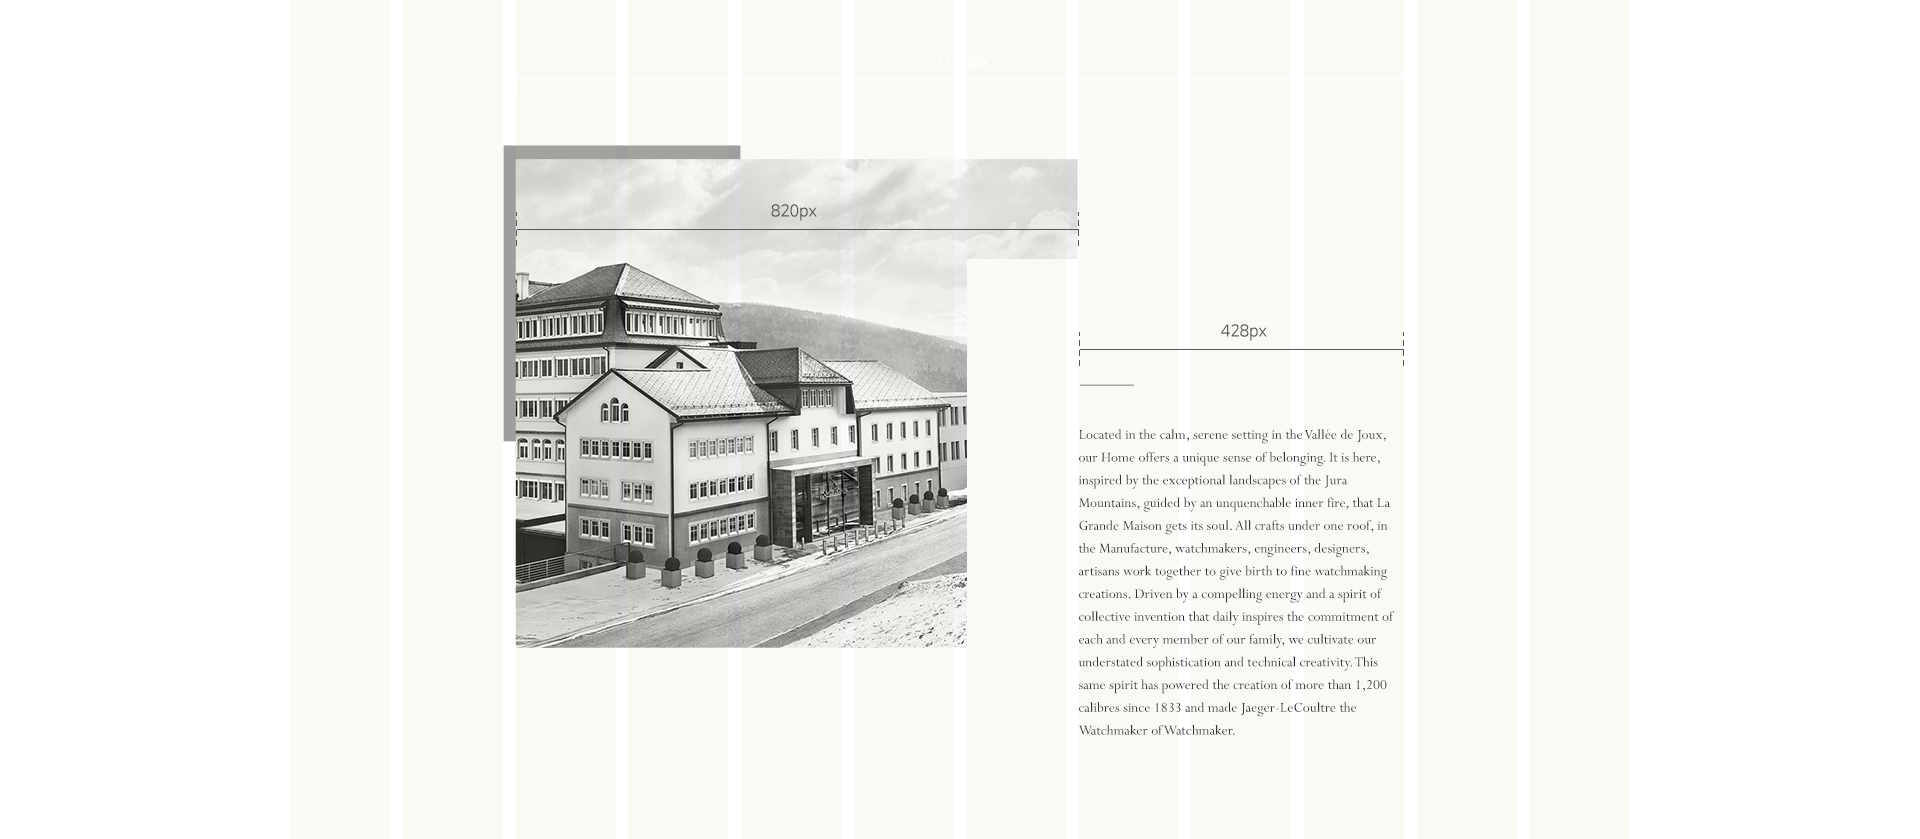 820px
428px
Located in the calm, serene setting in the Vallée de Joux,
our Home offers a unique sense of belonging. It is here,
inspired by the exceptional landscapes of the Jura
Mountains, guided by an unquenchable inner fire, that La
Grande Maison gets its soul. All crafts under one roof, in
the Manufacture, watchmakers, engineers, designers,
artisans work together to give birth to fine watchmaking
creations. Driven by a compelling energy and a spirit of
collective invention that daily inspires the commitment of
each and every member of our family, we cultivate our
understated sophistication and technical creativity. This
same spirit has powered the creation of more than 1,200
calibres since 1833 and made Jaeger-LeCoultre the
Watchmaker of Watchmaker.